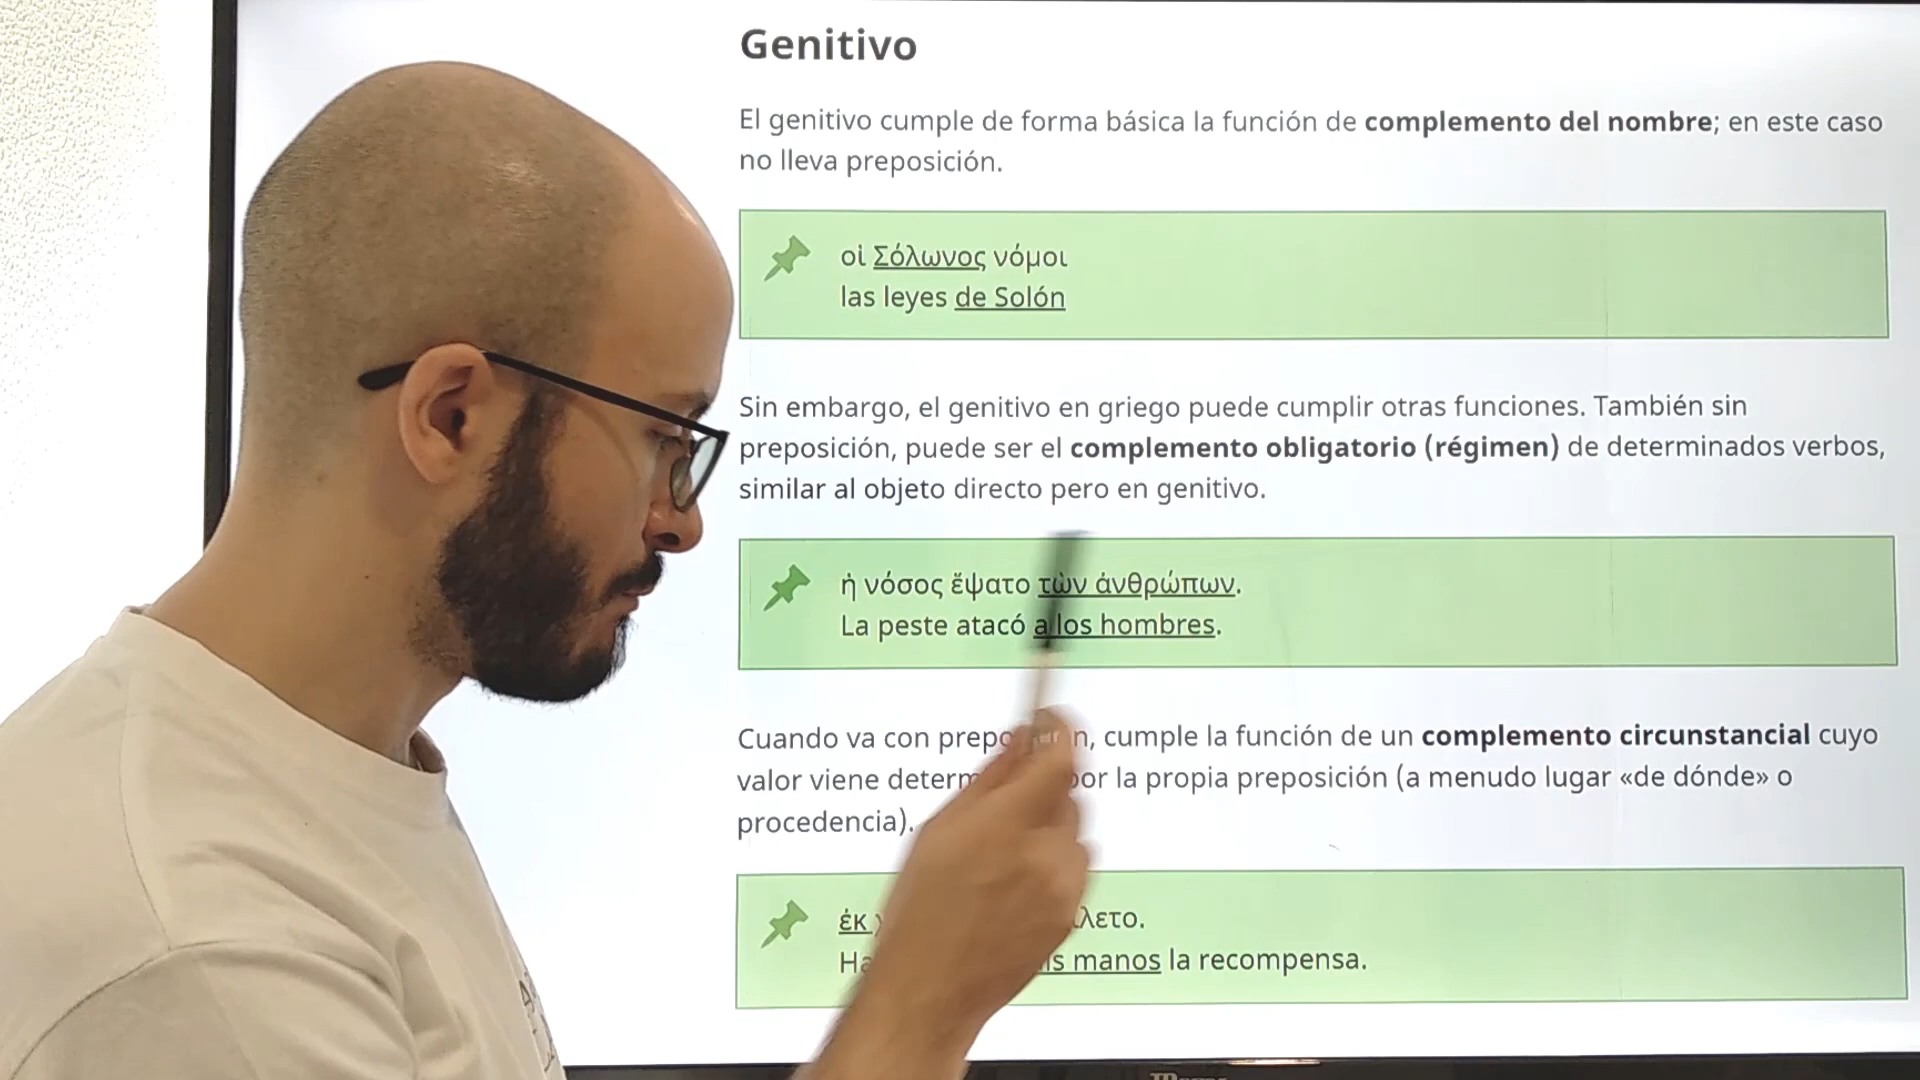 Genitivo
El genitivo cumple de forma básica la función de complemento del nombre; en este caso
no lleva preposición.
οἱ Σόλωνος νόμοι
las leyes de Solón
Sin embargo, el genitivo en griego puede cumplir otras funciones. También sin
preposición, puede ser el complemento obligatorio (régimen) de determinados verbos,
similar al objeto directo pero en genitivo.
ἡ νόσος ἔψατο τὼν ἀνθρώπων.
La peste atacó a los hombres.
Cuando va con n, cumple la función de un complemento circunstancial cuyo
valor viene por la propia preposición (a menudo lugar «de dónde» o
procedencia).
ἐκ λετο.
Ha s manos la recompensa.